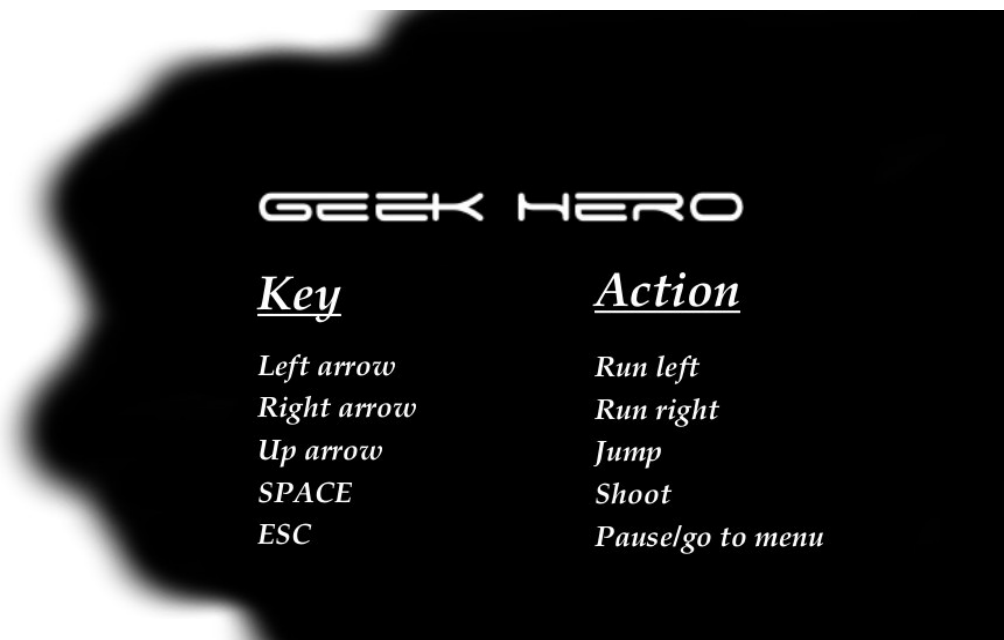 GEEK HERO
Key Action
Left arrow Run left
Right arrow Run right
Up arrow Jump
SPACE Shoot
ESC Pause/go to menu